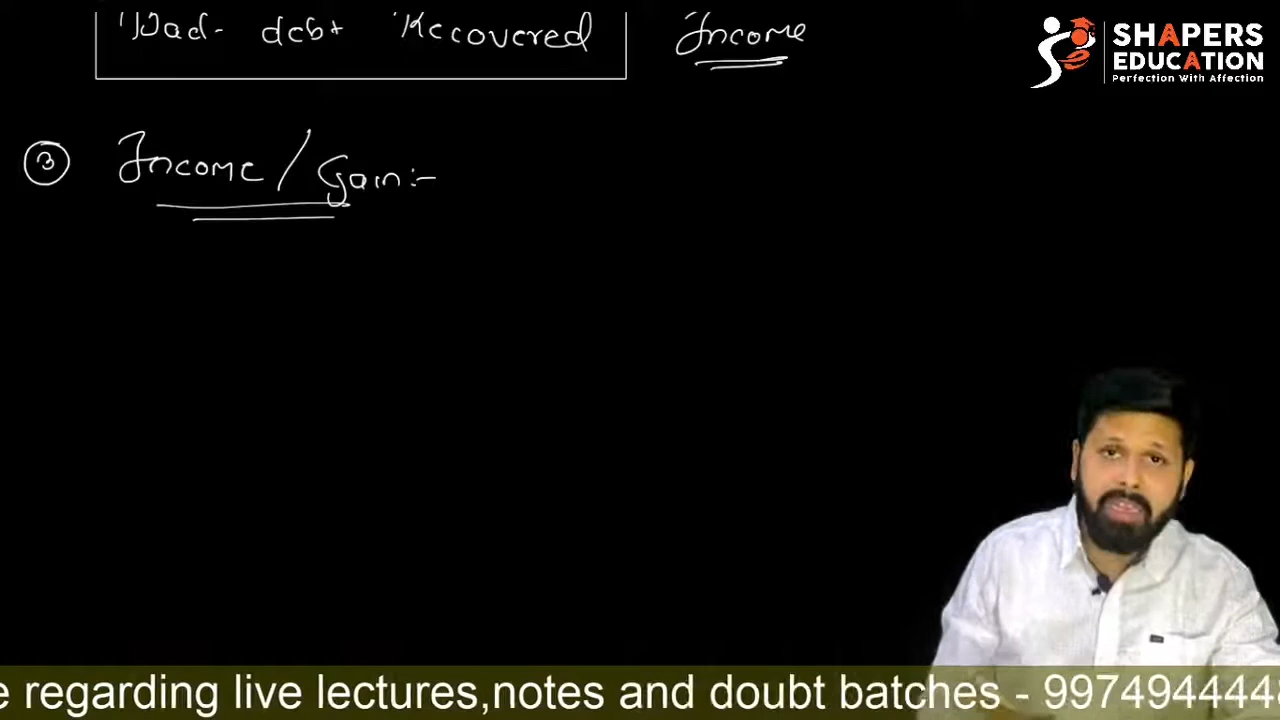 Bad-debt Recovered Income
SHAPERS
EDUCATION
Perfection With Affection
3 Income/Gain:-
e regarding live lectures,notes and doubt batches - 997494444